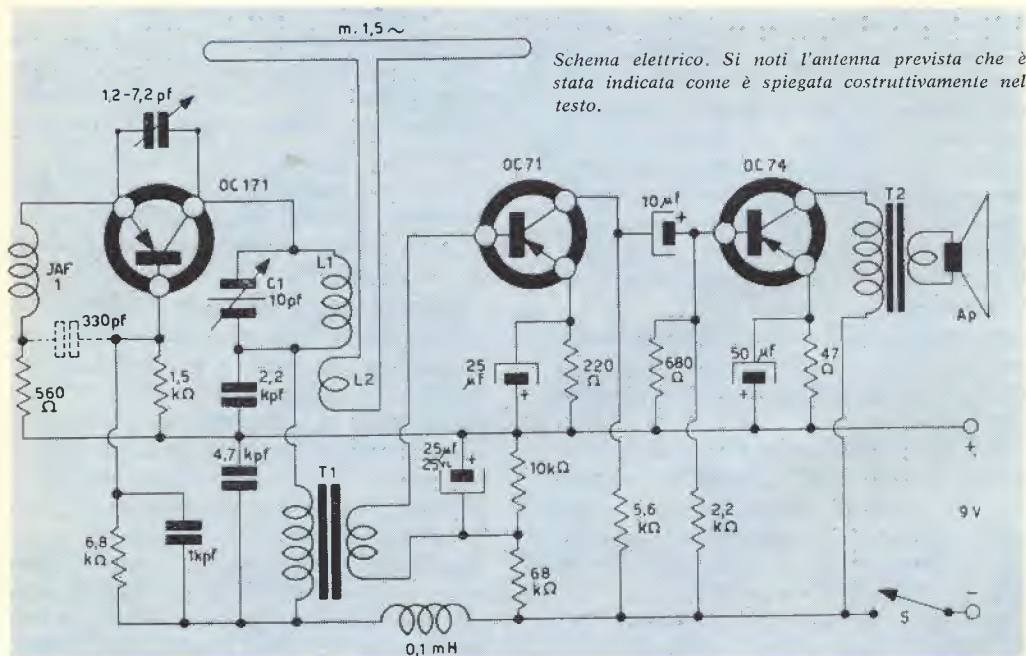 m. 1,5 ~
Schema elettrico. Si noti l'antenna prevista che è
stata indicata come è spiegata costruttivamente nel
testo.
1,2-7,2 pf
OC 171
OC 71
OC 74
10 µf
+
T2
JAF
1
C1
10pf
L1
L2
Ap
330pf
560
Ω
1,5
kΩ
2,2
kpf
25
µf
+
220
Ω
680
Ω
50 µf
+
47
Ω
4,7 kpf
T1
25µf
+
10kΩ
+
6,8
kΩ
1kpf
5,6
kΩ
2,2
kΩ
9 V
68
kΩ
0,1 mH
S
-